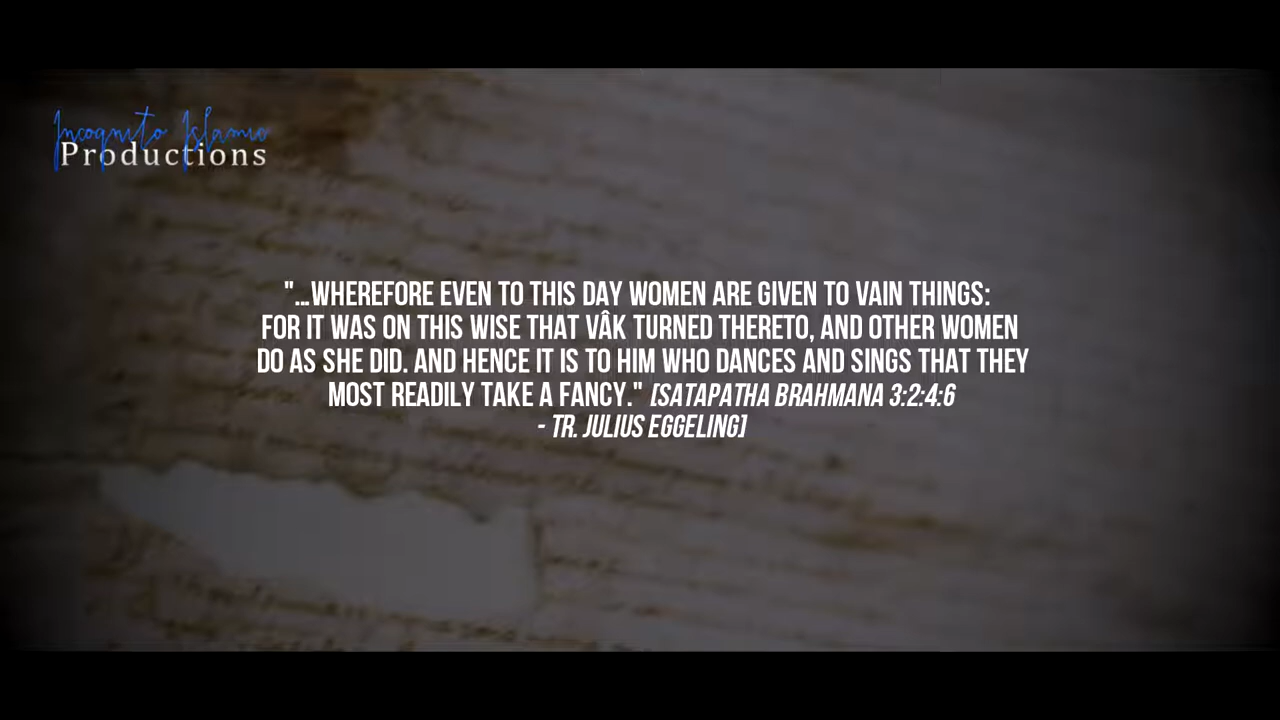 Incognito Islamic
Productions
"...WHEREFORE EVEN TO THIS DAY WOMEN ARE GIVEN TO VAIN THINGS:
FOR IT WAS ON THIS WISE THAT VÂK TURNED THERETO, AND OTHER WOMEN
DO AS SHE DID. AND HENCE IT IS TO HIM WHO DANCES AND SINGS THAT THEY
MOST READILY TAKE A FANCY." [SATAPATHA BRAHMANA 3:2:4:6
- TR. JULIUS EGGELING]